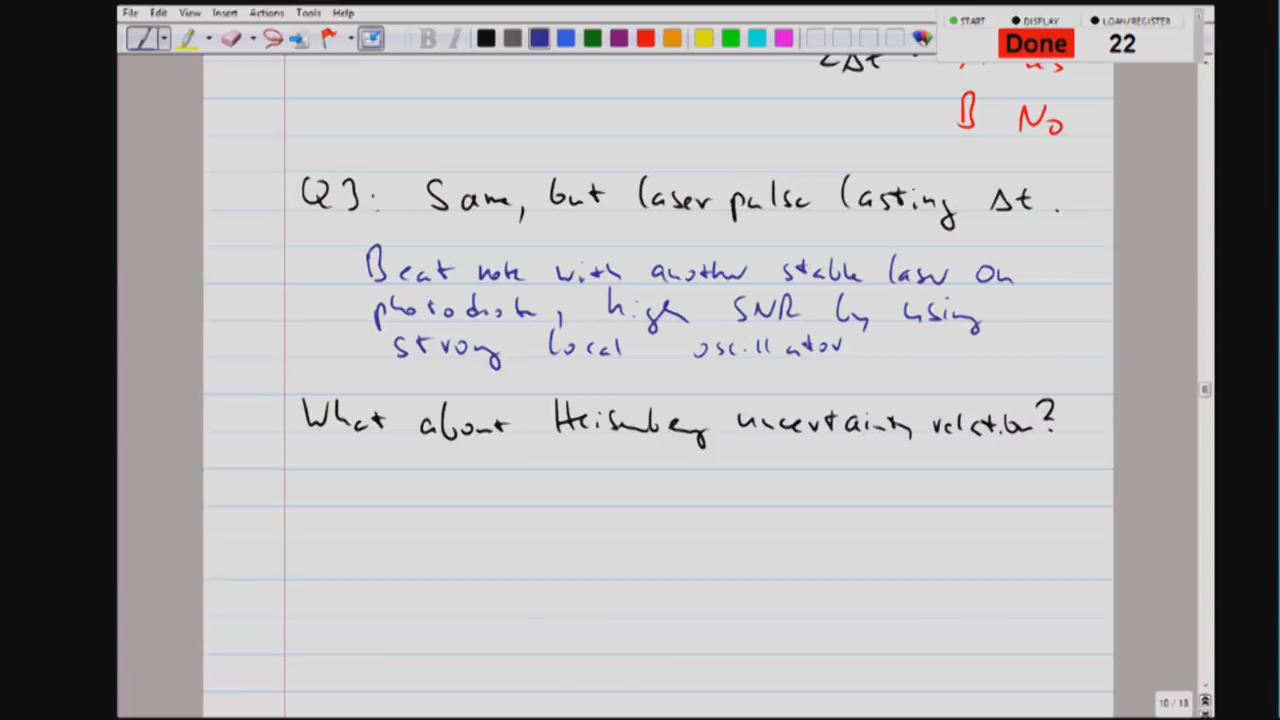 File Edit View Insert Actions Tools Help
START DISPLAY LOAN/REGISTER
Done 22
B No
Q3: Same, but laser pulse lasting Δt.
Beat note with another stable laser on
photodiode, high SNR by using
strong local oscillator
What about Heisenberg uncertainty relation?
10 / 13